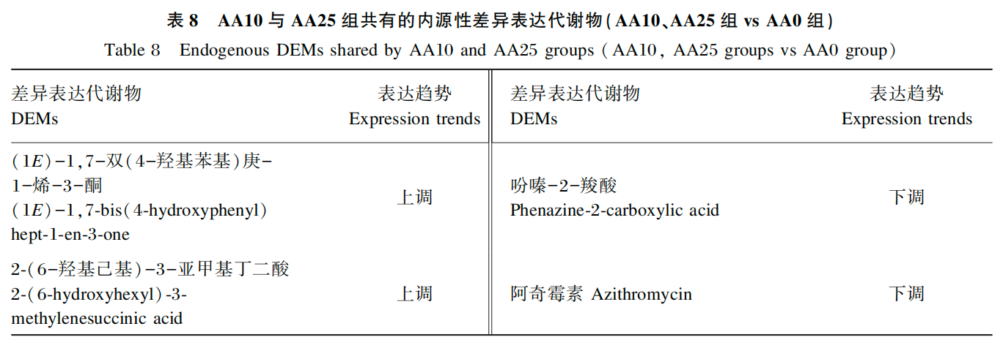 表 8 AA10 与 AA25 组共有的内源性差异表达代谢物(AA10、AA25 组 vs AA0 组)
Table 8 Endogenous DEMs shared by AA10 and AA25 groups (AA10, AA25 groups vs AA0 group)
差异表达代谢物
DEMs
表达趋势
Expression trends
差异表达代谢物
DEMs
表达趋势
Expression trends
(1E)-1,7-双(4-羟基苯基)庚-
1-烯-3-酮
(1E)-1,7-bis(4-hydroxyphenyl)
hept-1-en-3-one
上调
吩嗪-2-羧酸
Phenazine-2-carboxylic acid
下调
2-(6-羟基己基)-3-亚甲基丁二酸
2-(6-hydroxyhexyl)-3-
methylenesuccinic acid
上调
阿奇霉素 Azithromycin
下调